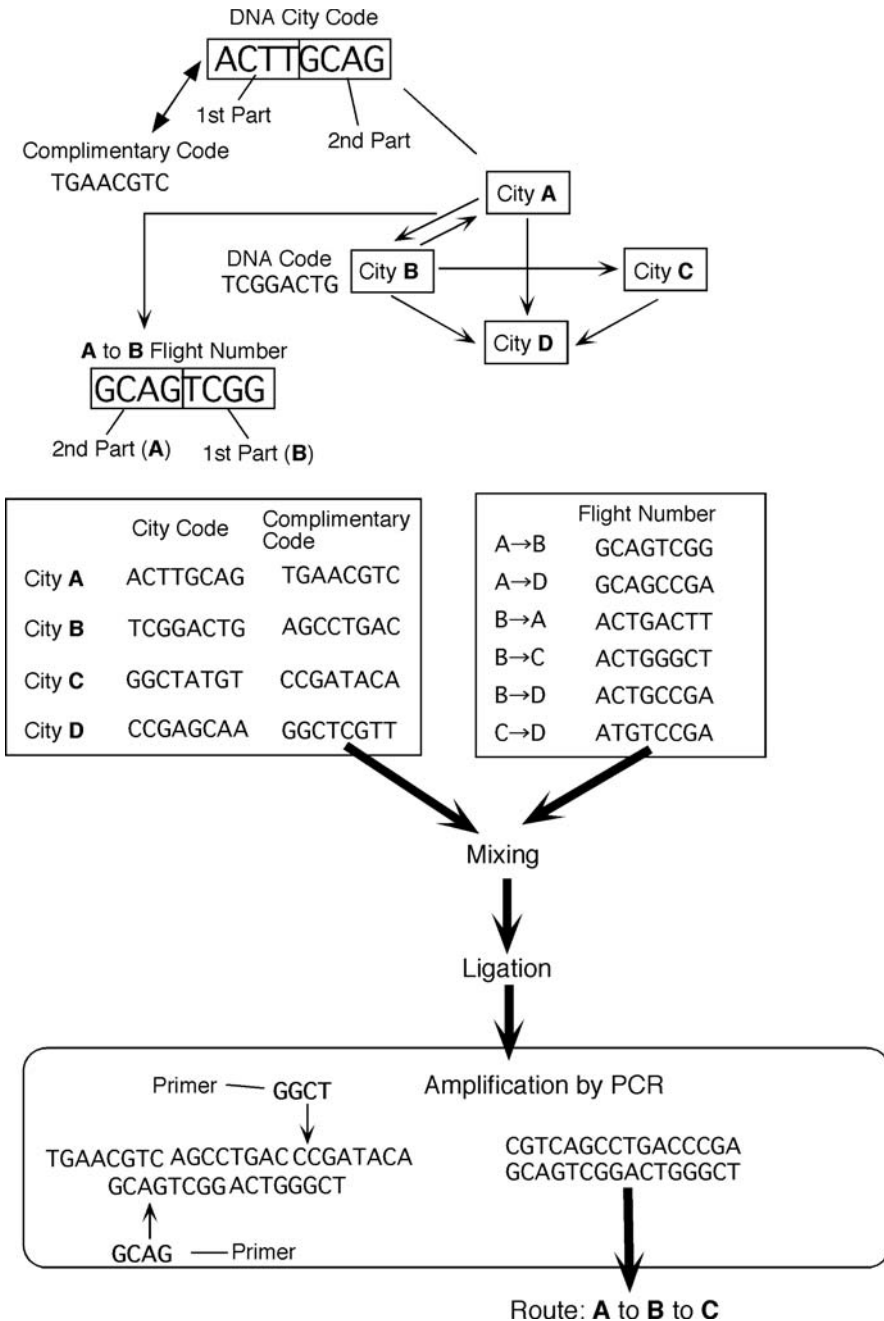 DNA City Code
ACTTGCAG
1st Part
2nd Part
Complimentary Code
TGAACGTC
City A
DNA Code
TCGGACTG
City B
City C
City D
A to B Flight Number
GCAGTCGG
2nd Part (A)
1st Part (B)
City Code
Complimentary
Code
City A ACTTGCAG TGAACGTC
City B TCGGACTG AGCCTGAC
City C GGCTATGT CCGATACA
City D CCGAGCAA GGCTCGTT
Flight Number
A→B GCAGTCGG
A→D GCAGCCGA
B→A ACTGACTT
B→C ACTGGGCT
B→D ACTGCCGA
C→D ATGTCCGA
Mixing
Ligation
Amplification by PCR
Primer GGCT
TGAACGTC AGCCTGAC CCGATACA
GCAGTCGG ACTGGGCT
GCAG Primer
CGTCAGCCTGACCCGA
GCAGTCGGACTGGGCT
Route: A to B to C